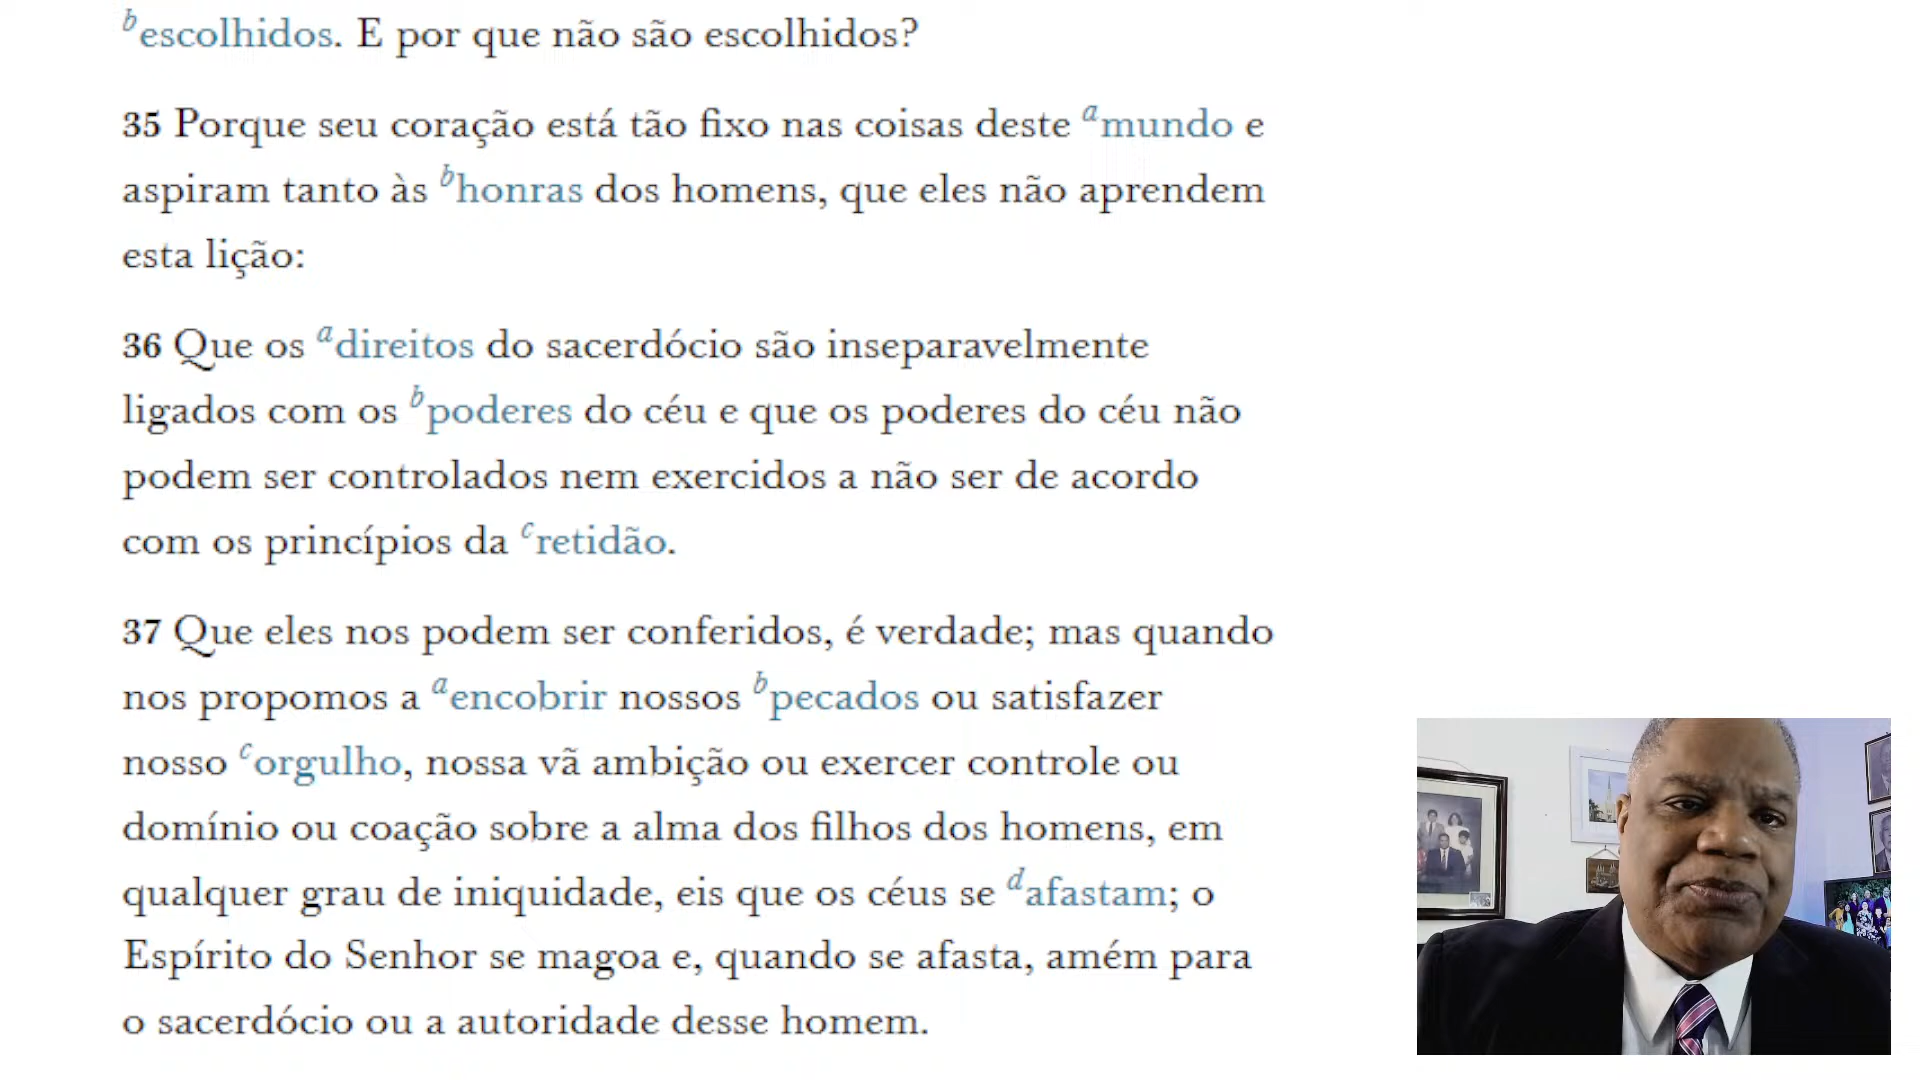 bescolhidos. E por que não são escolhidos?
35 Porque seu coração está tão fixo nas coisas deste amundo e
aspiram tanto às bhonras dos homens, que eles não aprendem
esta lição:
36 Que os adireitos do sacerdócio são inseparavelmente
ligados com os bpoderes do céu e que os poderes do céu não
podem ser controlados nem exercidos a não ser de acordo
com os princípios da cretidão.
37 Que eles nos podem ser conferidos, é verdade; mas quando
nos propomos a aencobrir nossos bpecados ou satisfazer
nosso corgulho, nossa vã ambição ou exercer controle ou
domínio ou coação sobre a alma dos filhos dos homens, em
qualquer grau de iniquidade, eis que os céus se dafastam; o
Espírito do Senhor se magoa e, quando se afasta, amém para
o sacerdócio ou a autoridade desse homem.